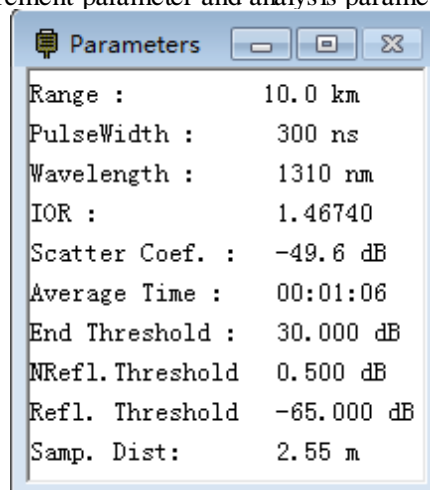 rement parameter and analysis parame
Parameters
Range : 10.0 km
PulseWidth : 300 ns
Wavelength : 1310 nm
IOR : 1.46740
Scatter Coef. : -49.6 dB
Average Time : 00:01:06
End Threshold : 30.000 dB
NRefl.Threshold 0.500 dB
Refl. Threshold -65.000 dB
Samp. Dist: 2.55 m